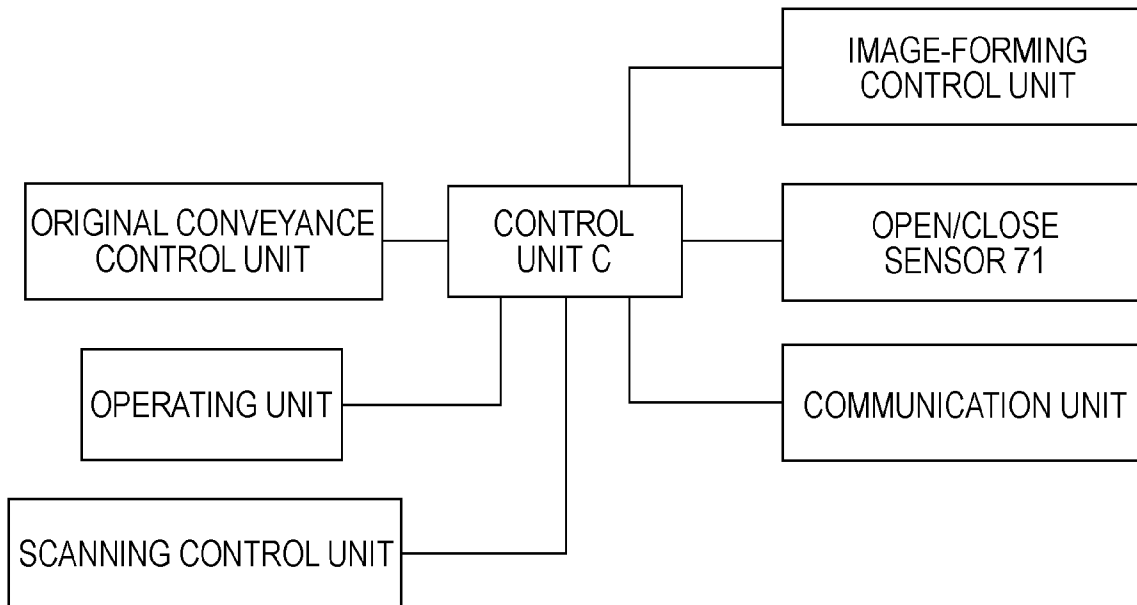 IMAGE-FORMING
CONTROL UNIT
ORIGINAL CONVEYANCE
CONTROL UNIT
CONTROL
UNIT C
OPEN/CLOSE
SENSOR 71
OPERATING UNIT
COMMUNICATION UNIT
SCANNING CONTROL UNIT